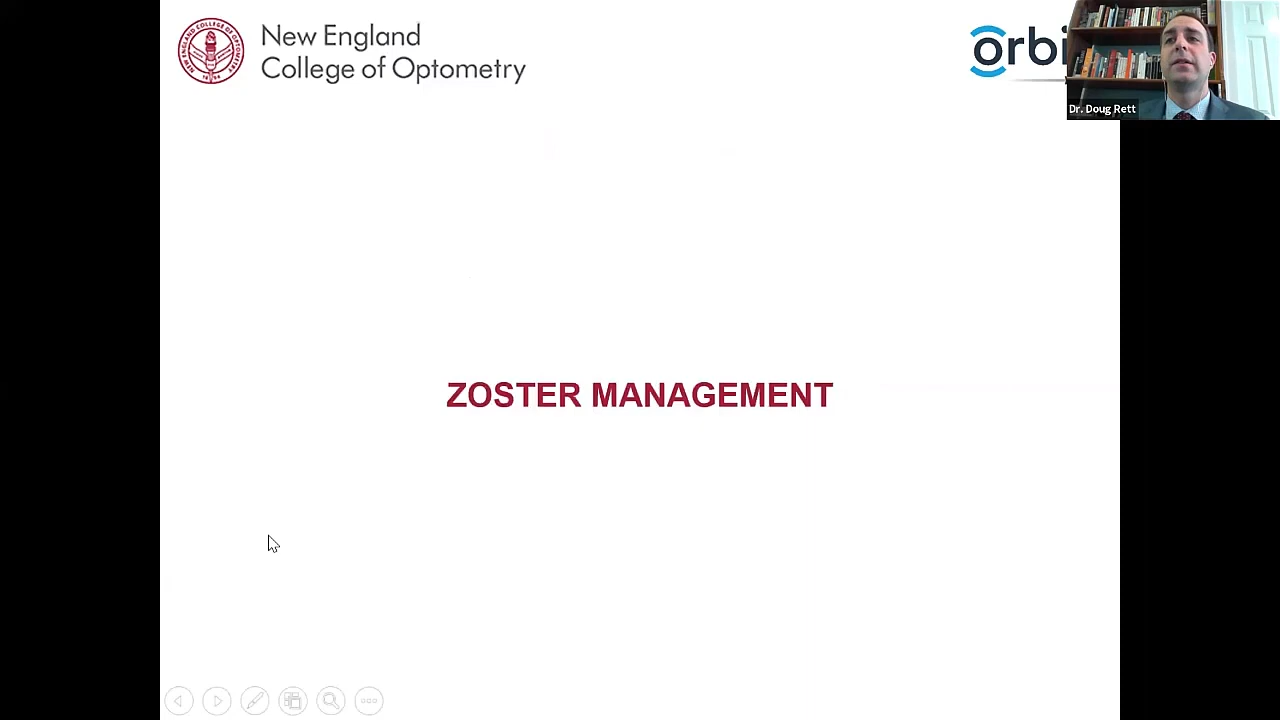 New England
College of Optometry
orbi
Dr. Doug Rett
ZOSTER MANAGEMENT